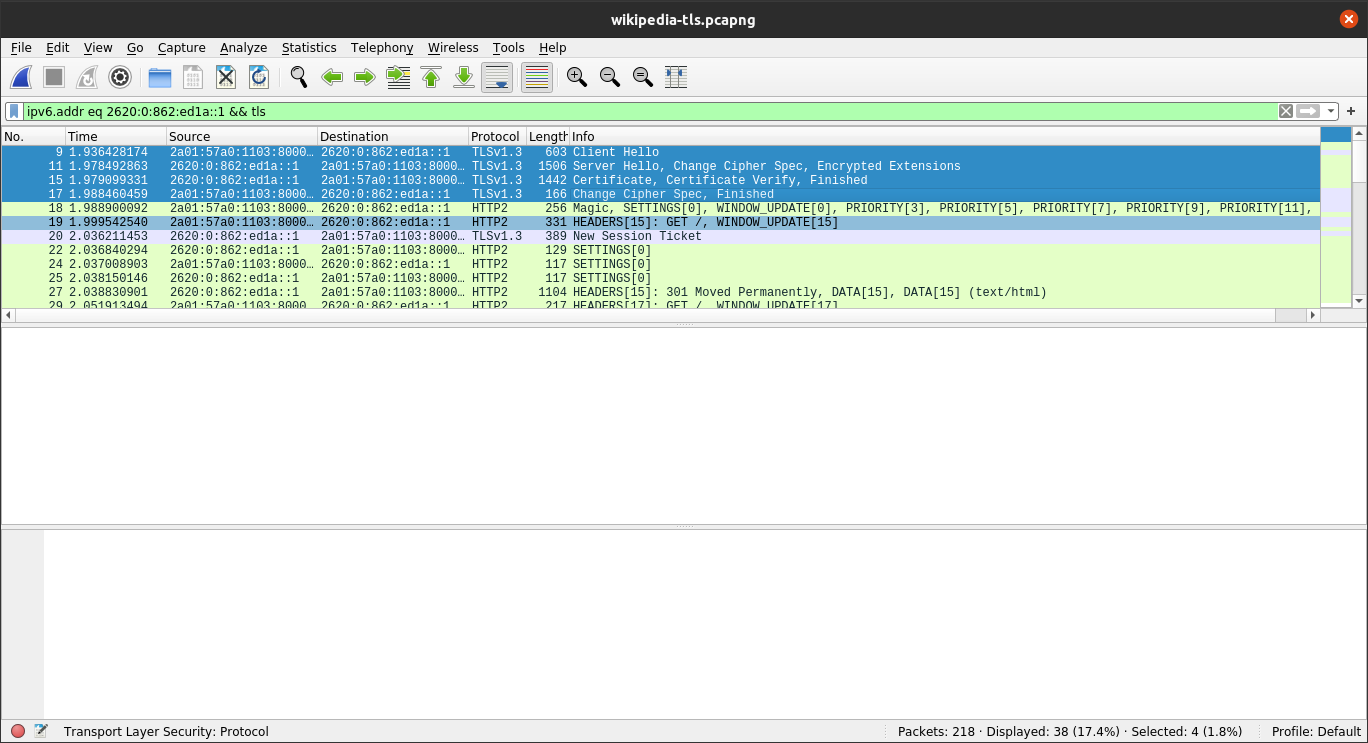 wikipedia-tls.pcapng
File Edit View Go Capture Analyze Statistics Telephony Wireless Tools Help
ipv6.addr eq 2620:0:862:ed1a::1 && tls
No. Time Source Destination Protocol Length Info
9 1.936428174 2a01:57a0:1103:8000… 2620:0:862:ed1a::1 TLSv1.3 603 Client Hello
11 1.978492863 2620:0:862:ed1a::1 2a01:57a0:1103:8000… TLSv1.3 1506 Server Hello, Change Cipher Spec, Encrypted Extensions
15 1.979099331 2620:0:862:ed1a::1 2a01:57a0:1103:8000… TLSv1.3 1442 Certificate, Certificate Verify, Finished
17 1.988460459 2a01:57a0:1103:8000… 2620:0:862:ed1a::1 TLSv1.3 166 Change Cipher Spec, Finished
18 1.988900092 2a01:57a0:1103:8000… 2620:0:862:ed1a::1 HTTP2 256 Magic, SETTINGS[0], WINDOW_UPDATE[0], PRIORITY[3], PRIORITY[5], PRIORITY[7], PRIORITY[9], PRIORITY[11],
19 1.999542540 2a01:57a0:1103:8000… 2620:0:862:ed1a::1 HTTP2 331 HEADERS[15]: GET /, WINDOW_UPDATE[15]
20 2.036211453 2620:0:862:ed1a::1 2a01:57a0:1103:8000… TLSv1.3 389 New Session Ticket
22 2.036840294 2620:0:862:ed1a::1 2a01:57a0:1103:8000… HTTP2 129 SETTINGS[0]
24 2.037008903 2a01:57a0:1103:8000… 2620:0:862:ed1a::1 HTTP2 117 SETTINGS[0]
25 2.038150146 2620:0:862:ed1a::1 2a01:57a0:1103:8000… HTTP2 117 SETTINGS[0]
27 2.038830901 2620:0:862:ed1a::1 2a01:57a0:1103:8000… HTTP2 1104 HEADERS[15]: 301 Moved Permanently, DATA[15], DATA[15] (text/html)
29 2.051913494 2a01:57a0:1103:8000… 2620:0:862:ed1a::1 HTTP2 217 HEADERS[17]: GET /, WINDOW_UPDATE[17]
Transport Layer Security: Protocol Packets: 218 · Displayed: 38 (17.4%) · Selected: 4 (1.8%) Profile: Default